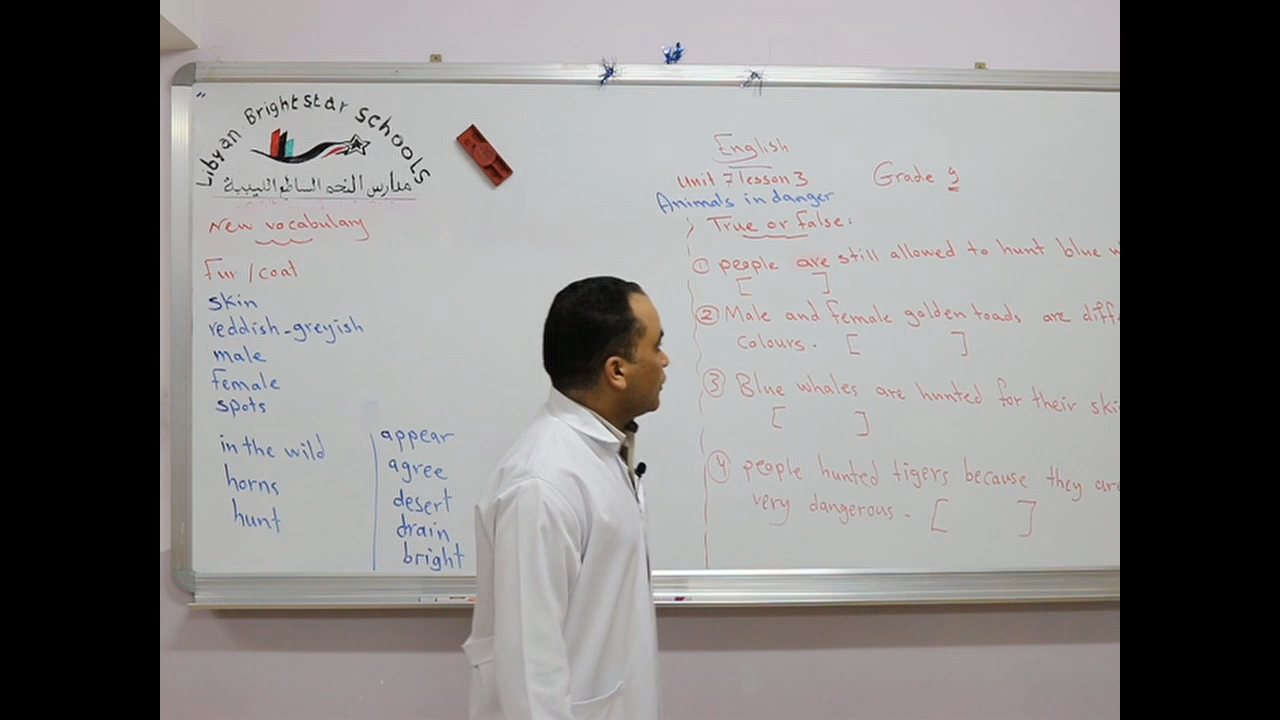 Libyan Bright Star Schools
مدارس النجم الساطع الليبية
New vocabulary
Fur / coat
skin
reddish-greyish
male
female
spots
in the wild
horns
hunt
appear
agree
desert
drain
bright
English
Unit 7 lesson 3
Grade 9
Animals in danger
True or false:
① people are still allowed to hunt blue
[ ]
② Male and female golden toads are
colours. [ ]
③ Blue whales are hunted for their
[ ]
④ people hunted tigers because they are
very dangerous. [ ]